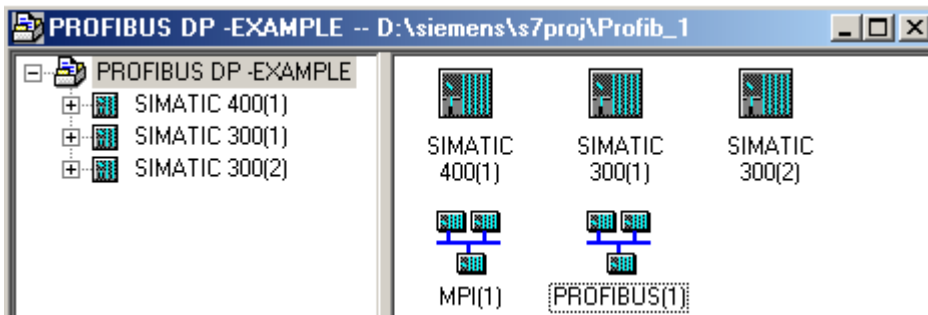 PROFIBUS DP -EXAMPLE -- D:\siemens\s7proj\Profib_1
PROFIBUS DP -EXAMPLE
SIMATIC 400(1)
SIMATIC 300(1)
SIMATIC 300(2)
SIMATIC
400(1)
SIMATIC
300(1)
SIMATIC
300(2)
MPI(1)
PROFIBUS(1)